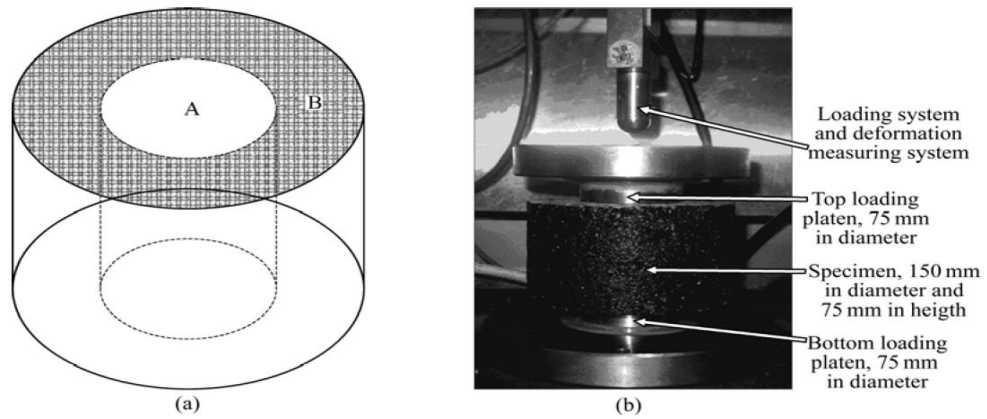 A
B
(a)
Loading system
and deformation
measuring system
Top loading
platen, 75 mm
in diameter
Specimen, 150 mm
in diameter and
75 mm in heigth
Bottom loading
platen, 75 mm
in diameter
(b)